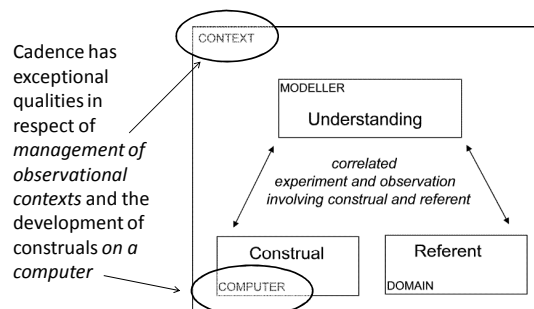 Cadence has
exceptional
qualities in
respect of
management of
observational
contexts and the
development of
construals on a
computer
CONTEXT
MODELLER
Understanding
correlated
experiment and observation
involving construal and referent
Construal
COMPUTER
Referent
DOMAIN